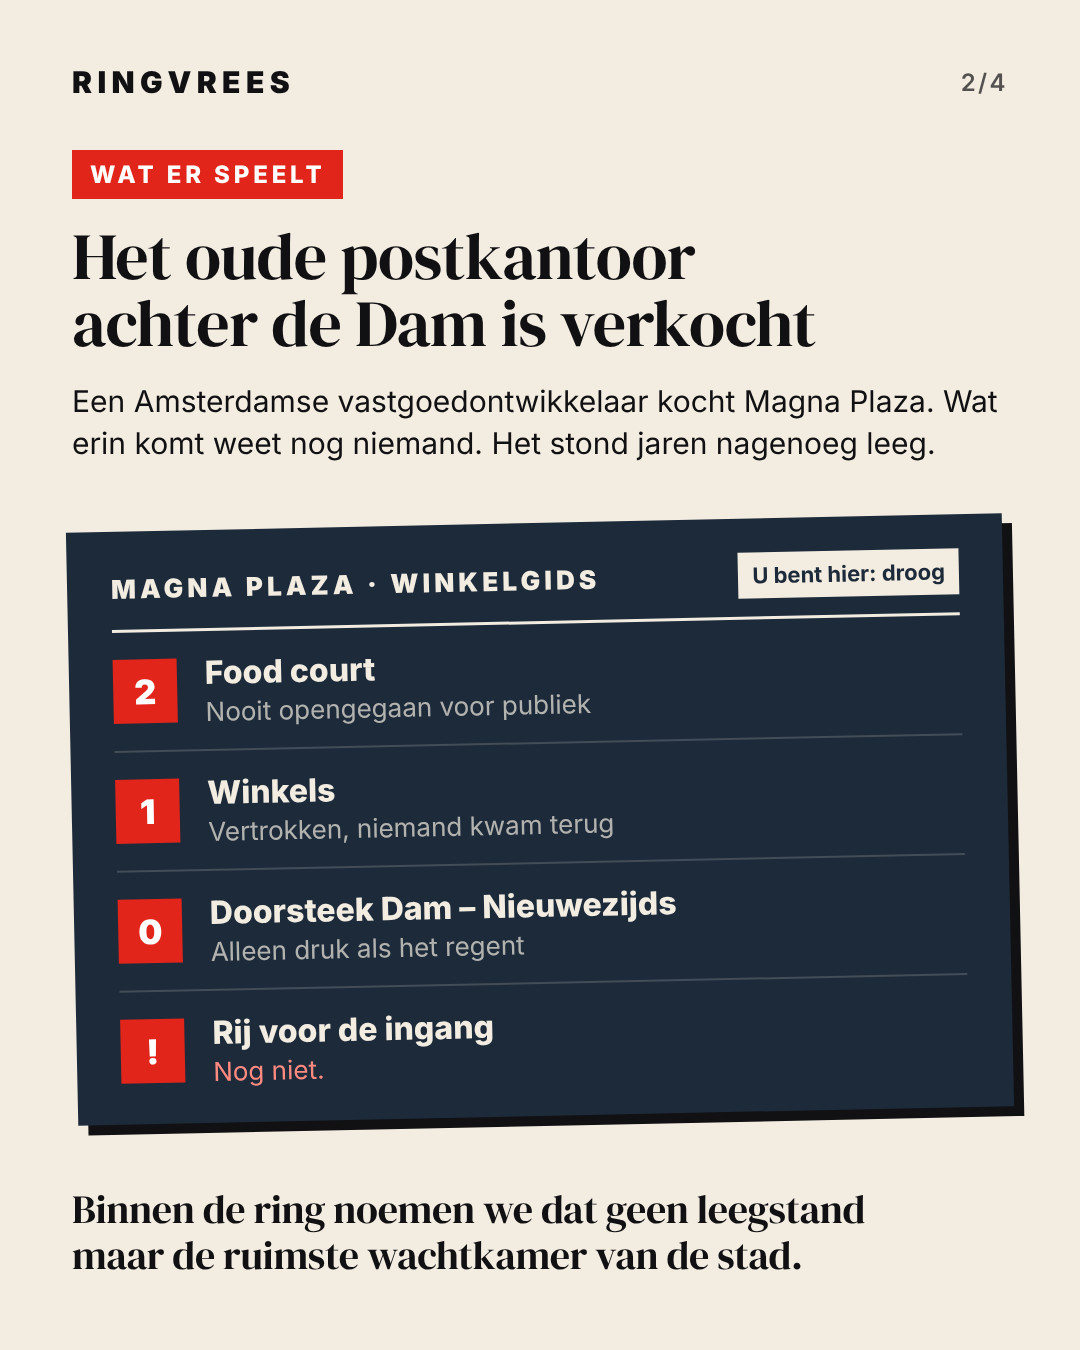 RINGVREES
2/4
WAT ER SPEELT
Het oude postkantoor
achter de Dam is verkocht
Een Amsterdamse vastgoedontwikkelaar kocht Magna Plaza. Wat
erin komt weet nog niemand. Het stond jaren nagenoeg leeg.
MAGNA PLAZA · WINKELGIDS
U bent hier: droog
2
Food court
Nooit opengegaan voor publiek
1
Winkels
Vertrokken, niemand kwam terug
0
Doorsteek Dam – Nieuwezijds
Alleen druk als het regent
!
Rij voor de ingang
Nog niet.
Binnen de ring noemen we dat geen leegstand
maar de ruimste wachtkamer van de stad.